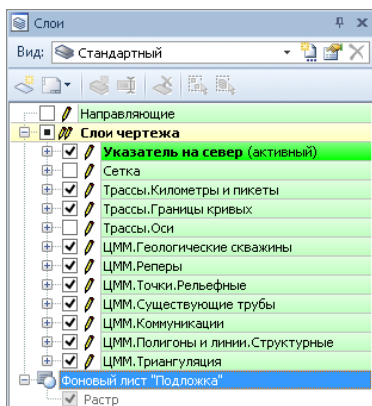 Слои
Вид: Стандартный
Направляющие
Слои чертежа
Указатель на север (активный)
Сетка
Трассы.Километры и пикеты
Трассы.Границы кривых
Трассы.Оси
ЦММ.Геологические скважины
ЦММ.Реперы
ЦММ.Точки.Рельефные
ЦММ.Существующие трубы
ЦММ.Коммуникации
ЦММ.Полигоны и линии.Структурные
ЦММ.Триангуляция
Фоновый лист "Подложка"
Растр